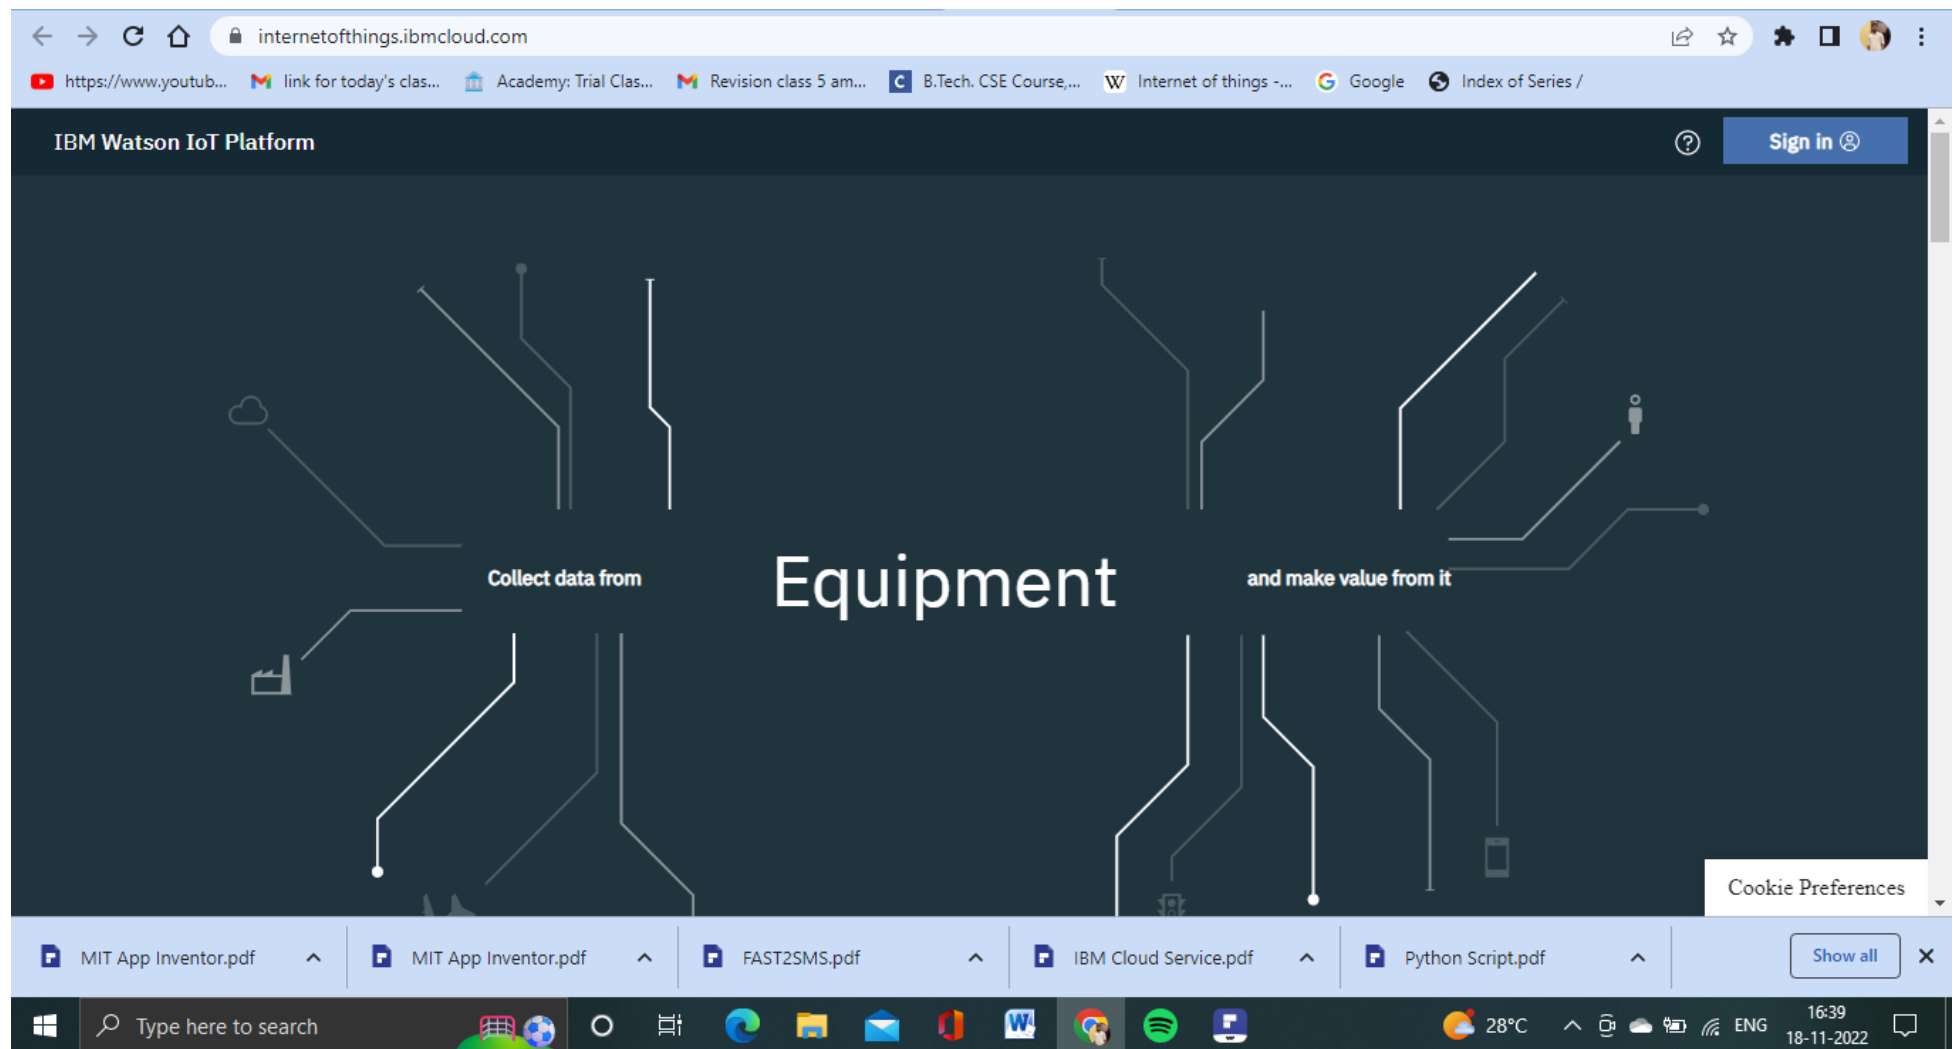 internetofthings.ibmcloud.com
https://www.youtub... link for today's clas... Academy: Trial Clas... Revision class 5 am... B.Tech. CSE Course,... Internet of things -... Google Index of Series /
IBM Watson IoT Platform Sign in
Collect data from Equipment and make value from it
Cookie Preferences
MIT App Inventor.pdf MIT App Inventor.pdf FAST2SMS.pdf IBM Cloud Service.pdf Python Script.pdf Show all
Type here to search 28°C ENG 16:39
18-11-2022